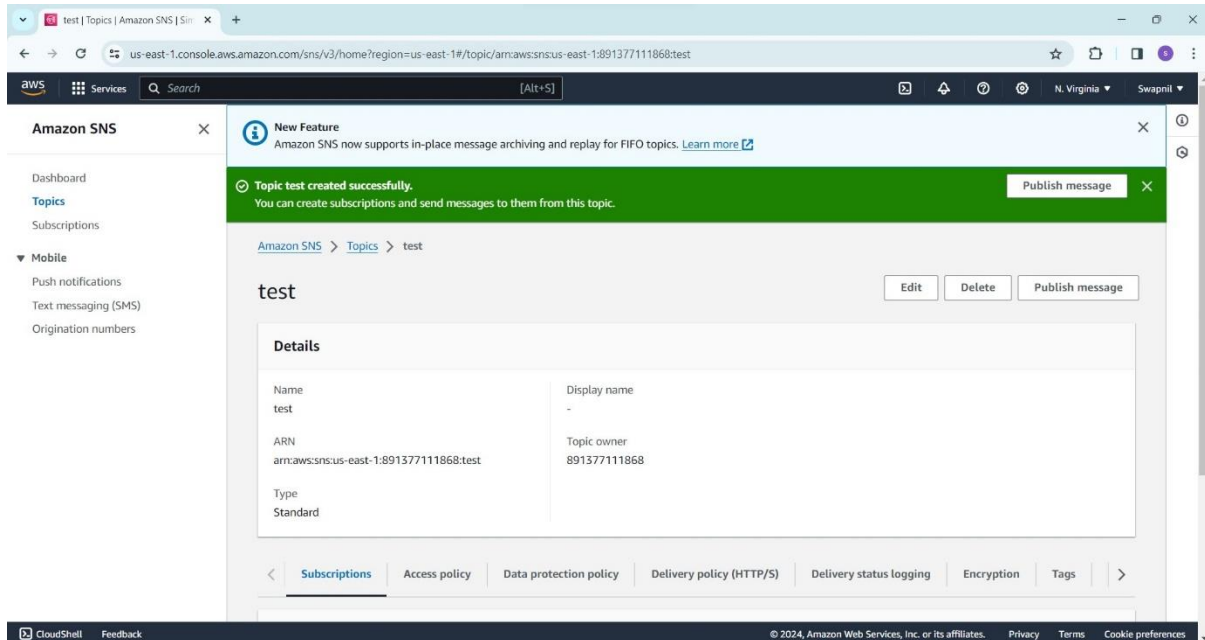 test | Topics | Amazon SNS | Sim
us-east-1.console.aws.amazon.com/sns/v3/home?region=us-east-1#/topic/arn:aws:sns:us-east-1:891377111868:test
S
aws
Services
Search
[Alt+S]
N. Virginia
Swapnil
Amazon SNS
Dashboard
Topics
Subscriptions
Mobile
Push notifications
Text messaging (SMS)
Origination numbers
New Feature
Amazon SNS now supports in-place message archiving and replay for FIFO topics. Learn more
Topic test created successfully.
You can create subscriptions and send messages to them from this topic.
Publish message
Amazon SNS > Topics > test
test
Edit
Delete
Publish message
Details
Name
test
ARN
arn:aws:sns:us-east-1:891377111868:test
Type
Standard
Display name
-
Topic owner
891377111868
Subscriptions
Access policy
Data protection policy
Delivery policy (HTTP/S)
Delivery status logging
Encryption
Tags
CloudShell
Feedback
© 2024, Amazon Web Services, Inc. or its affiliates.
Privacy
Terms
Cookie preferences